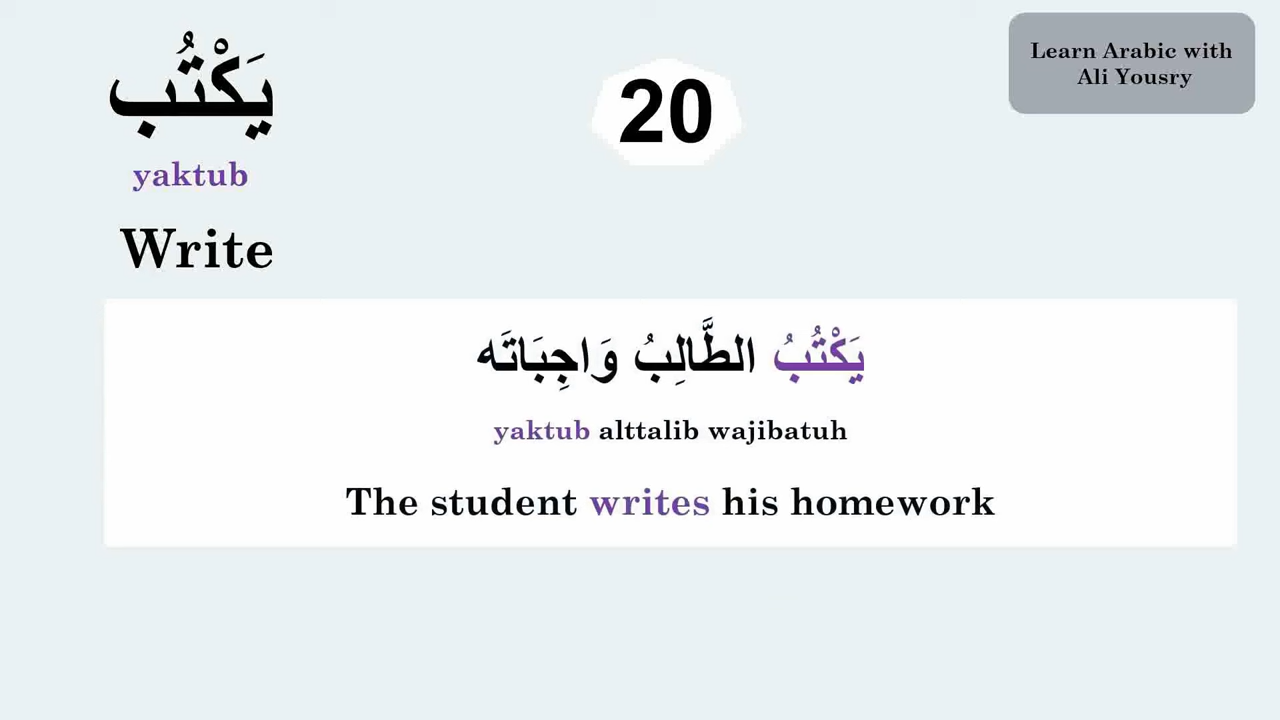 يَكْتُب
yaktub
Write
20
Learn Arabic with
Ali Yousry
يَكْتُبُ الطَّالِبُ وَاجِبَاتَه
yaktub alttalib wajibatuh
The student writes his homework